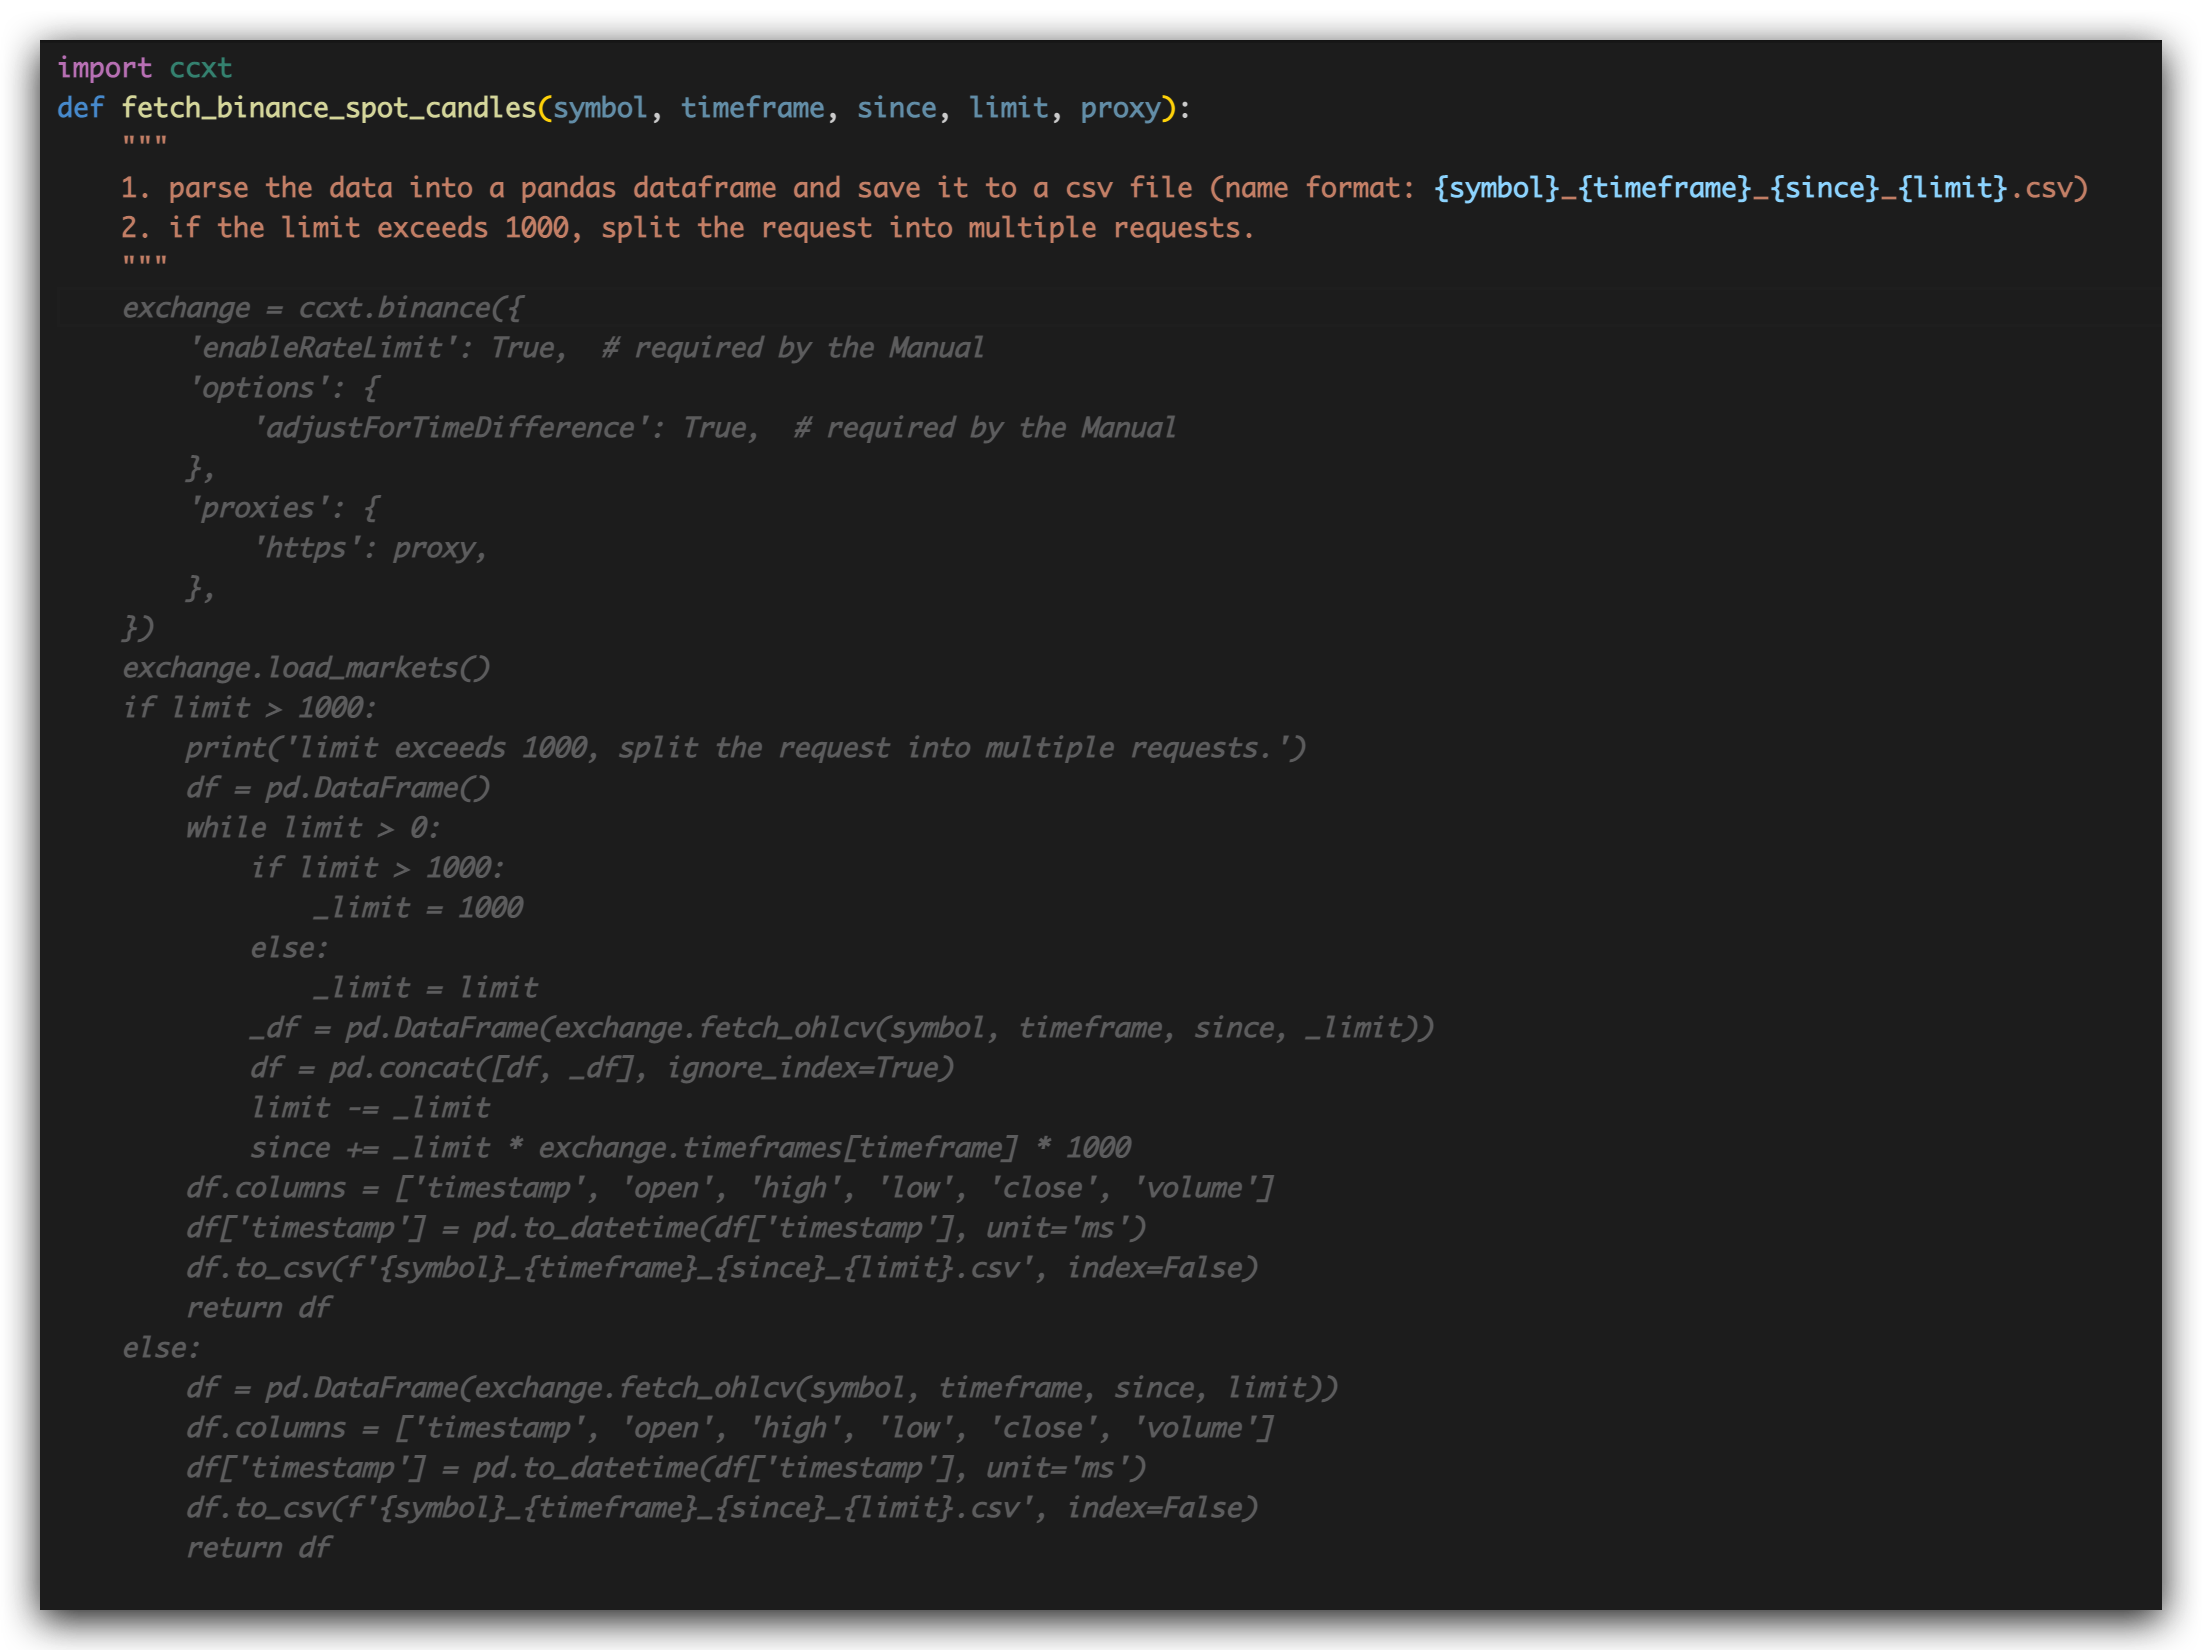 import ccxt
def fetch_binance_spot_candles(symbol, timeframe, since, limit, proxy):
    """
    1. parse the data into a pandas dataframe and save it to a csv file (name format: {symbol}_{timeframe}_{since}_{limit}.csv)
    2. if the limit exceeds 1000, split the request into multiple requests.
    """
    exchange = ccxt.binance({
        'enableRateLimit': True,  # required by the Manual
        'options': {
            'adjustForTimeDifference': True,  # required by the Manual
        },
        'proxies': {
            'https': proxy,
        },
    })
    exchange.load_markets()
    if limit > 1000:
        print('limit exceeds 1000, split the request into multiple requests.')
        df = pd.DataFrame()
        while limit > 0:
            if limit > 1000:
                _limit = 1000
            else:
                _limit = limit
            _df = pd.DataFrame(exchange.fetch_ohlcv(symbol, timeframe, since, _limit))
            df = pd.concat([df, _df], ignore_index=True)
            limit -= _limit
            since += _limit * exchange.timeframes[timeframe] * 1000
        df.columns = ['timestamp', 'open', 'high', 'low', 'close', 'volume']
        df['timestamp'] = pd.to_datetime(df['timestamp'], unit='ms')
        df.to_csv(f'{symbol}_{timeframe}_{since}_{limit}.csv', index=False)
        return df
    else:
        df = pd.DataFrame(exchange.fetch_ohlcv(symbol, timeframe, since, limit))
        df.columns = ['timestamp', 'open', 'high', 'low', 'close', 'volume']
        df['timestamp'] = pd.to_datetime(df['timestamp'], unit='ms')
        df.to_csv(f'{symbol}_{timeframe}_{since}_{limit}.csv', index=False)
        return df